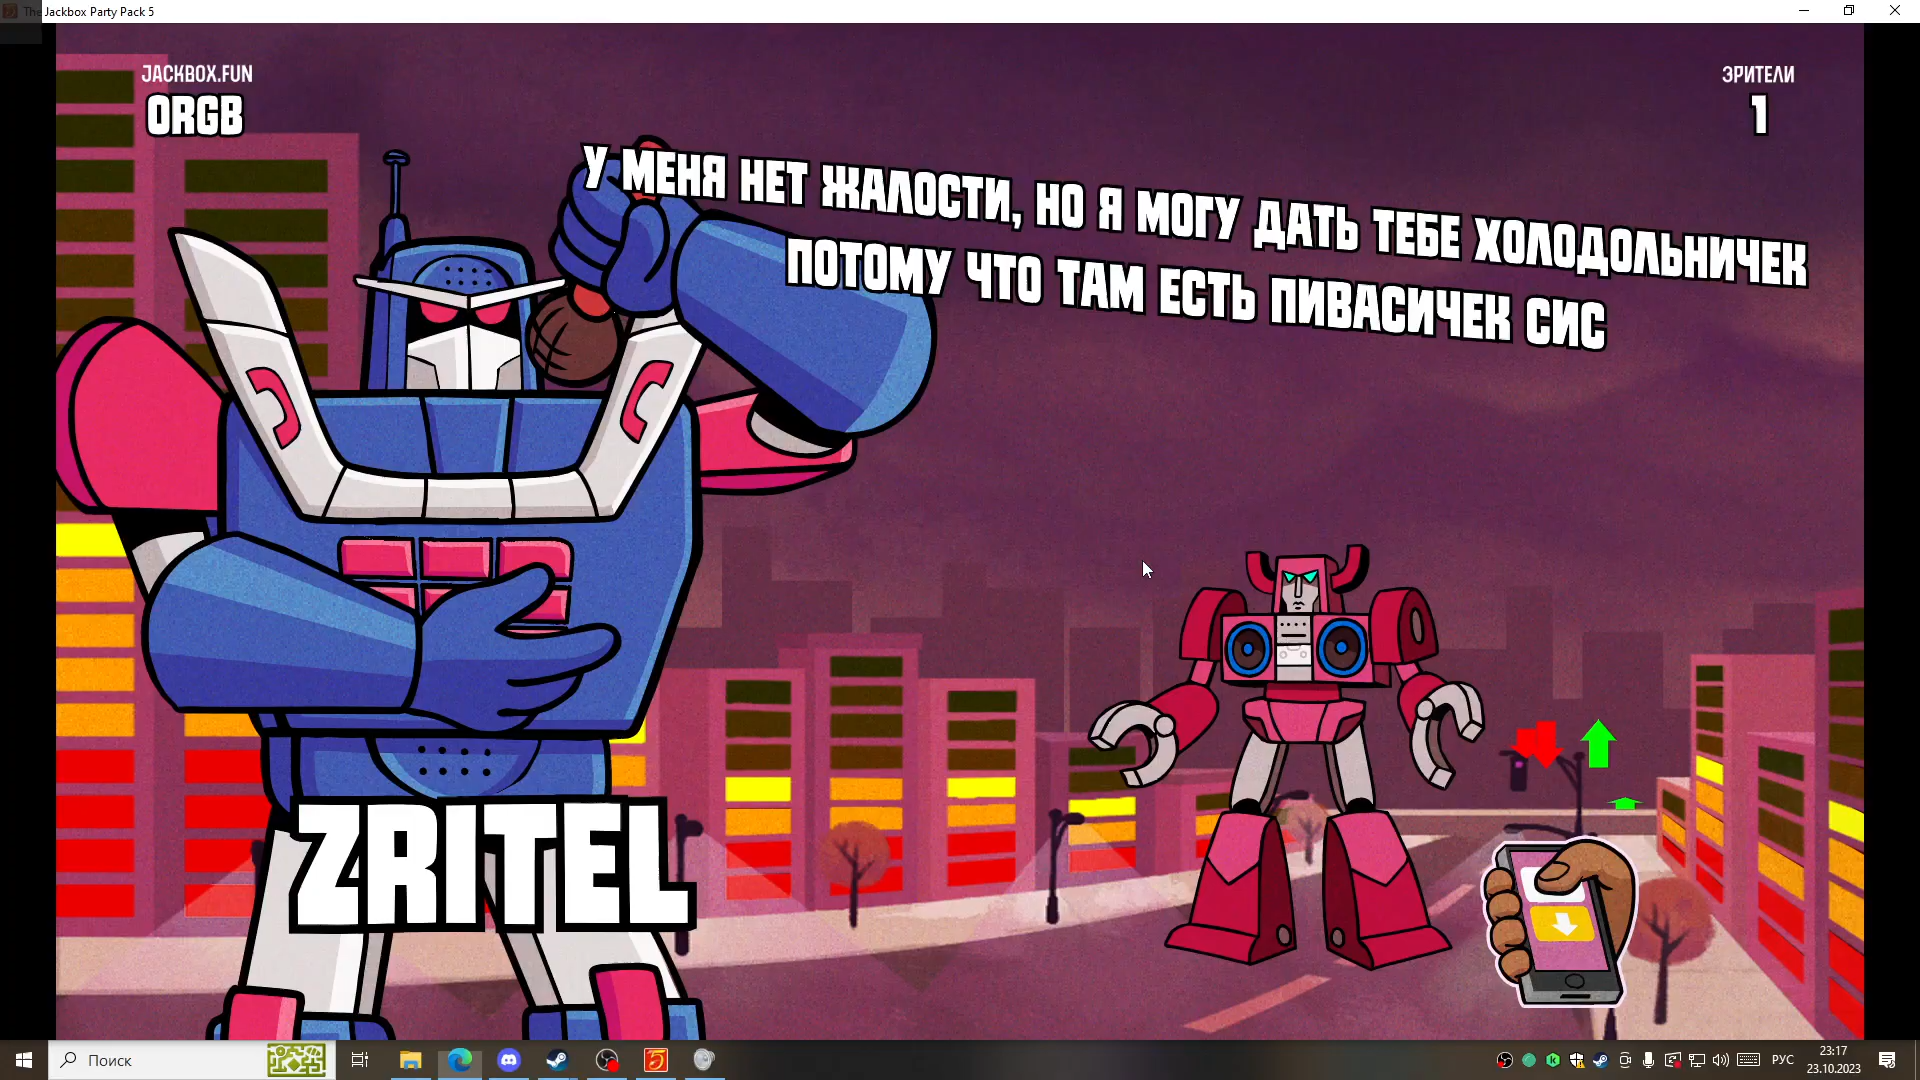 The Jackbox Party Pack 5
JACKBOX.FUN
ORGB
ЗРИТЕЛИ
1
У МЕНЯ НЕТ ЖАЛОСТИ, НО Я МОГУ ДАТЬ ТЕБЕ ХОЛОДОЛЬНИЧЕК
ПОТОМУ ЧТО ТАМ ЕСТЬ ПИВАСИЧЕК СИС
ZRITEL
Поиск
РУС
23:17
23.10.2023